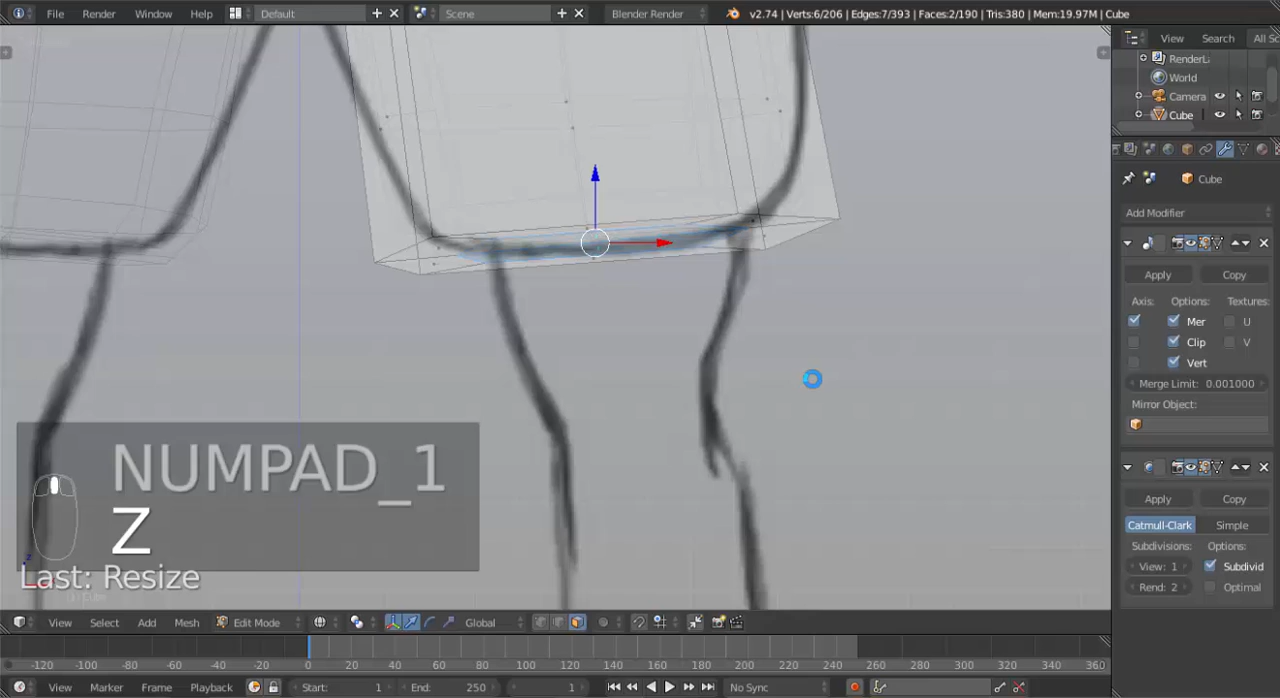 File Render Window Help Default Scene Blender Render v2.74 | Verts:6/206 | Edges:7/393 | Faces:2/190 | Tris:380 | Mem:19.97M | Cube
View Search All Sc
RenderL
World
Camera
Cube
Cube
Add Modifier
Apply Copy
Axis: Options: Textures:
Mer U
Clip V
Vert
Merge Limit: 0.001000
Mirror Object:
Apply Copy
Catmull-Clark Simple
Subdivisions: Options:
View: 1 Subdivid
Rend: 2 Optimal
NUMPAD_1
Z
Last: Resize
View Select Add Mesh Edit Mode Global
-120 -100 -80 -60 -40 -20 0 20 40 60 80 100 120 140 160 180 200 220 240 260 280 300 320 340 360
View Marker Frame Playback Start: 1 End: 250 1 No Sync